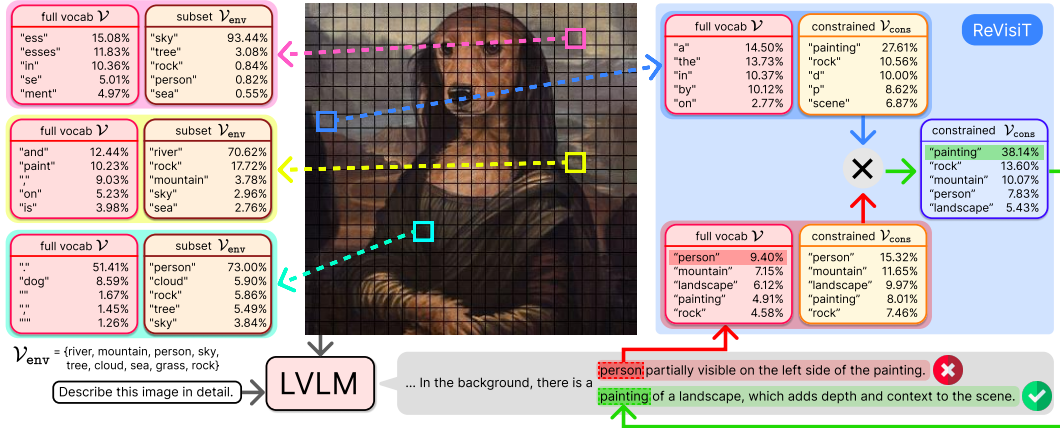 full vocab 𝒱
"ess" 15.08%
"esses" 11.83%
"in" 10.36%
"se" 5.01%
"ment" 4.97%
subset 𝒱env
"sky" 93.44%
"tree" 3.08%
"rock" 0.84%
"person" 0.82%
"sea" 0.55%
full vocab 𝒱
"and" 12.44%
"paint" 10.23%
"," 9.03%
"on" 5.23%
"is" 3.98%
subset 𝒱env
"river" 70.62%
"rock" 17.72%
"mountain" 3.78%
"sky" 2.96%
"sea" 2.76%
full vocab 𝒱
"." 51.41%
"dog" 8.59%
"" 1.67%
"," 1.45%
""" 1.26%
subset 𝒱env
"person" 73.00%
"cloud" 5.90%
"rock" 5.86%
"tree" 5.49%
"sky" 3.84%
𝒱env = {river, mountain, person, sky,
tree, cloud, sea, grass, rock}
Describe this image in detail.
LVLM
ReVisiT
full vocab 𝒱
"a" 14.50%
"the" 13.73%
"in" 10.37%
"by" 10.12%
"on" 2.77%
constrained 𝒱cons
"painting" 27.61%
"rock" 10.56%
"d" 10.00%
"p" 8.62%
"scene" 6.87%
constrained 𝒱cons
"painting" 38.14%
"rock" 13.60%
"mountain" 10.07%
"person" 7.83%
"landscape" 5.43%
full vocab 𝒱
"person" 9.40%
"mountain" 7.15%
"landscape" 6.12%
"painting" 4.91%
"rock" 4.58%
constrained 𝒱cons
"person" 15.32%
"mountain" 11.65%
"landscape" 9.97%
"painting" 8.01%
"rock" 7.46%
... In the background, there is a
person partially visible on the left side of the painting.
painting of a landscape, which adds depth and context to the scene.